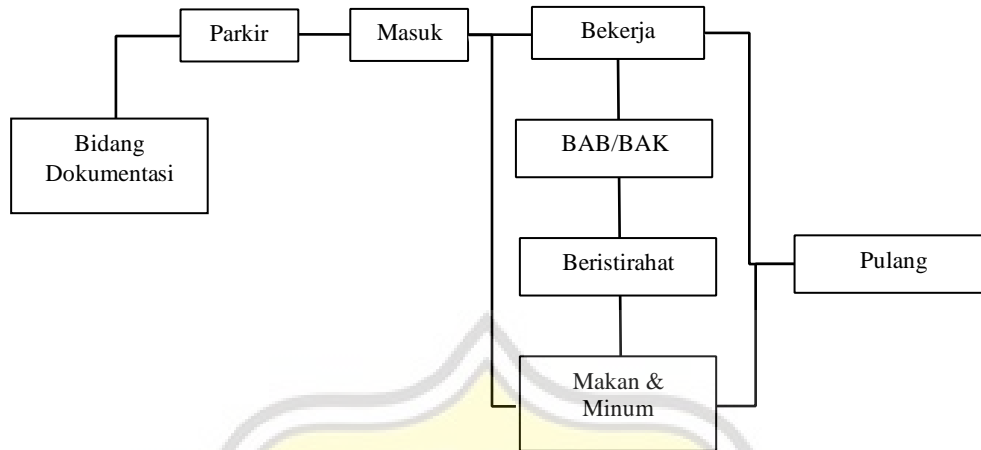 Parkir
Masuk
Bekerja
Bidang
Dokumentasi
BAB/BAK
Beristirahat
Pulang
Makan &
Minum